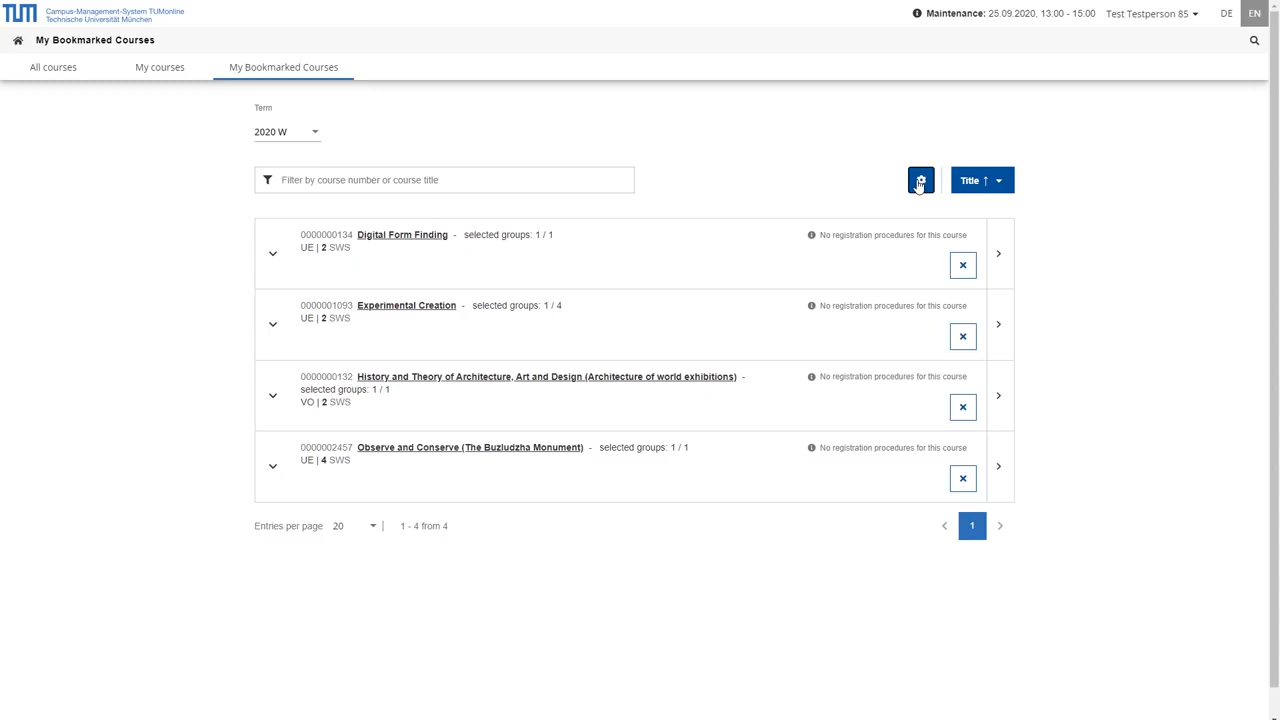 TUM Campus-Management-System TUMonline
Technische Universität München
Maintenance: 25.09.2020, 13:00 - 15:00 Test Testperson 85 DE EN
My Bookmarked Courses
All courses My courses My Bookmarked Courses
Term
2020 W
Filter by course number or course title
Title ↑
0000000134 Digital Form Finding - selected groups: 1 / 1 No registration procedures for this course
UE | 2 SWS
0000001093 Experimental Creation - selected groups: 1 / 4 No registration procedures for this course
UE | 2 SWS
0000000132 History and Theory of Architecture, Art and Design (Architecture of world exhibitions) - No registration procedures for this course
selected groups: 1 / 1
VO | 2 SWS
0000002457 Observe and Conserve (The Buzludzha Monument) - selected groups: 1 / 1 No registration procedures for this course
UE | 4 SWS
Entries per page 20 | 1 - 4 from 4 1